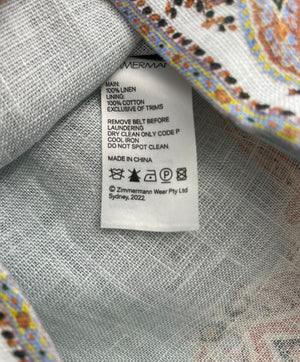 ZIMMERMANN
MAIN:
100% LINEN
LINING:
100% COTTON
EXCLUSIVE OF TRIMS
REMOVE BELT BEFORE
LAUNDERING
DRY CLEAN ONLY CODE P
COOL IRON
DO NOT SPOT CLEAN
MADE IN CHINA
© Zimmermann Wear Pty Ltd
Sydney, 2022